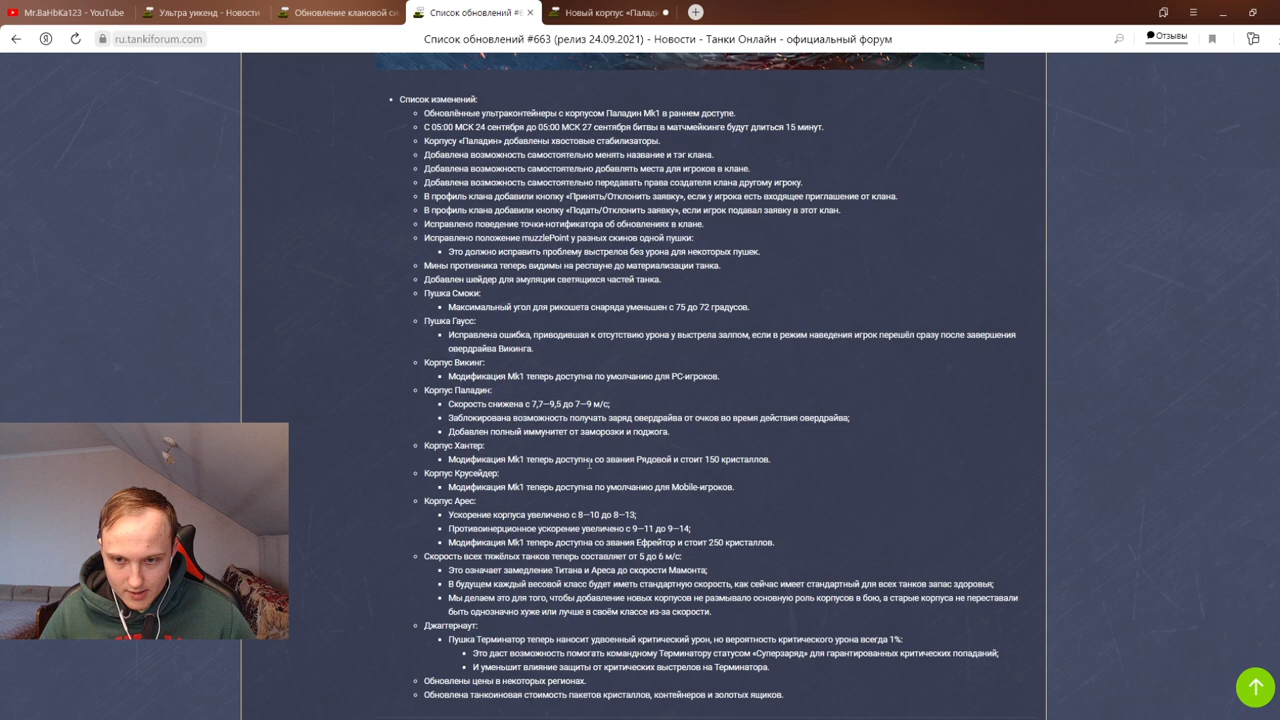 Mr.BaHbKa123 - YouTube
Ультра уикенд - Новости
Обновление клановой си
Список обновлений #6
Новый корпус «Палад
ru.tankiforum.com
Список обновлений #663 (релиз 24.09.2021) - Новости - Танки Онлайн - официальный форум
Отзывы
Список изменений:
Обновлённые ультраконтейнеры с корпусом Паладин Mk1 в раннем доступе.
С 05:00 МСК 24 сентября до 05:00 МСК 27 сентября битвы в матчмейкинге будут длиться 15 минут.
Корпусу «Паладин» добавлены хвостовые стабилизаторы.
Добавлена возможность самостоятельно менять название и тэг клана.
Добавлена возможность самостоятельно добавлять места для игроков в клане.
Добавлена возможность самостоятельно передавать права создателя клана другому игроку.
В профиль клана добавили кнопку «Принять/Отклонить заявку», если у игрока есть входящее приглашение от клана.
В профиль клана добавили кнопку «Подать/Отклонить заявку», если игрок подавал заявку в этот клан.
Исправлено поведение точки-нотификатора об обновлениях в клане.
Исправлено положение muzzlePoint у разных скинов одной пушки:
Это должно исправить проблему выстрелов без урона для некоторых пушек.
Мины противника теперь видимы на респауне до материализации танка.
Добавлен шейдер для эмуляции светящихся частей танка.
Пушка Смоки:
Максимальный угол для рикошета снаряда уменьшен с 75 до 72 градусов.
Пушка Гаусс:
Исправлена ошибка, приводившая к отсутствию урона у выстрела залпом, если в режим наведения игрок перешёл сразу после завершения
овердрайва Викинга.
Корпус Викинг:
Модификация Mk1 теперь доступна по умолчанию для PC-игроков.
Корпус Паладин:
Скорость снижена с 7,7—9,5 до 7—9 м/с;
Заблокирована возможность получать заряд овердрайва от очков во время действия овердрайва;
Добавлен полный иммунитет от заморозки и поджога.
Корпус Хантер:
Модификация Mk1 теперь доступна со звания Рядовой и стоит 150 кристаллов.
Корпус Крусейдер:
Модификация Mk1 теперь доступна по умолчанию для Mobile-игроков.
Корпус Арес:
Ускорение корпуса увеличено с 8—10 до 8—13;
Противоинерционное ускорение увеличено с 9—11 до 9—14;
Модификация Mk1 теперь доступна со звания Ефрейтор и стоит 250 кристаллов.
Скорость всех тяжёлых танков теперь составляет от 5 до 6 м/с:
Это означает замедление Титана и Ареса до скорости Мамонта;
В будущем каждый весовой класс будет иметь стандартную скорость, как сейчас имеет стандартный для всех танков запас здоровья;
Мы делаем это для того, чтобы добавление новых корпусов не размывало основную роль корпусов в бою, а старые корпуса не переставали
быть однозначно хуже или лучше в своём классе из-за скорости.
Джаггернаут:
Пушка Терминатор теперь наносит удвоенный критический урон, но вероятность критического урона всегда 1%:
Это даст возможность помогать командному Терминатору статусом «Суперзаряд» для гарантированных критических попаданий;
И уменьшит влияние защиты от критических выстрелов на Терминатора.
Обновлены цены в некоторых регионах.
Обновлена танкоиновая стоимость пакетов кристаллов, контейнеров и золотых ящиков.